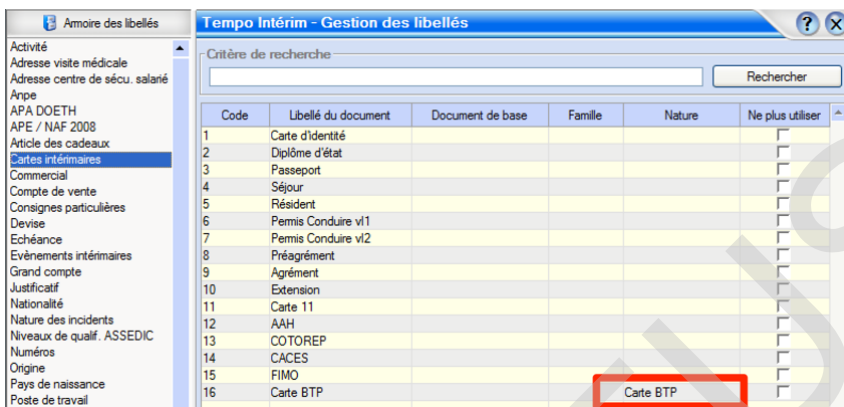 Armoire des libellés
Tempo Intérim - Gestion des libellés
?
X
Activité
Adresse visite médicale
Adresse centre de sécu. salarié
Anpe
APA DOETH
APE / NAF 2008
Article des cadeaux
Cartes intérimaires
Commercial
Compte de vente
Consignes particulières
Devise
Echéance
Evènements intérimaires
Grand compte
Justificatif
Nationalité
Nature des incidents
Niveaux de qualif. ASSEDIC
Numéros
Origine
Pays de naissance
Poste de travail
Critère de recherche
Rechercher
Code Libellé du document Document de base Famille Nature Ne plus utiliser
1 Carte d'identité
2 Diplôme d'état
3 Passeport
4 Séjour
5 Résident
6 Permis Conduire vl1
7 Permis Conduire vl2
8 Préagrément
9 Agrément
10 Extension
11 Carte 11
12 AAH
13 COTOREP
14 CACES
15 FIMO
16 Carte BTP Carte BTP